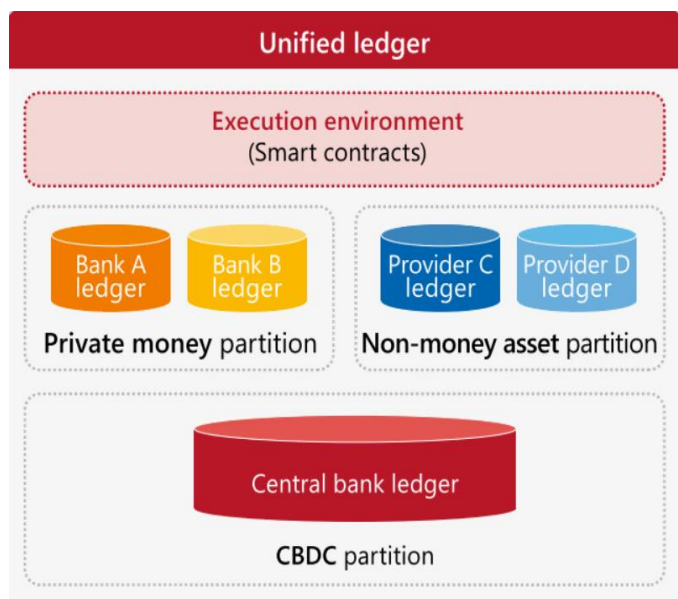 Unified ledger
Execution environment
(Smart contracts)
Bank A
ledger
Bank B
ledger
Provider C
ledger
Provider D
ledger
Private money partition
Non-money asset partition
Central bank ledger
CBDC partition